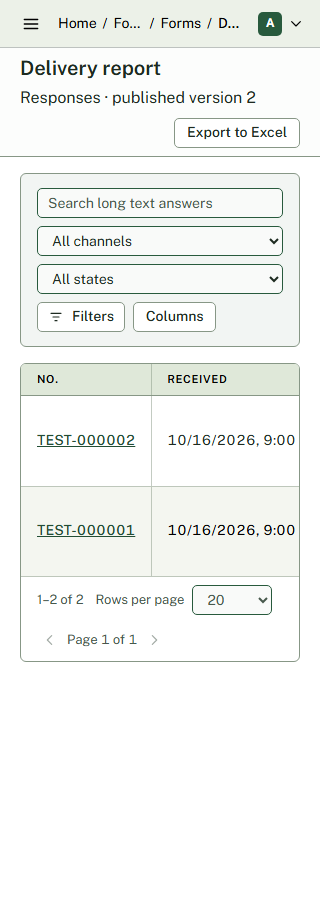 Home / Fo... / Forms / D... A
Delivery report
Responses · published version 2
Export to Excel
Search long text answers
All channels
All states
Filters Columns
NO. RECEIVED
TEST-000002 10/16/2026, 9:00
TEST-000001 10/16/2026, 9:00
1–2 of 2 Rows per page 20
Page 1 of 1